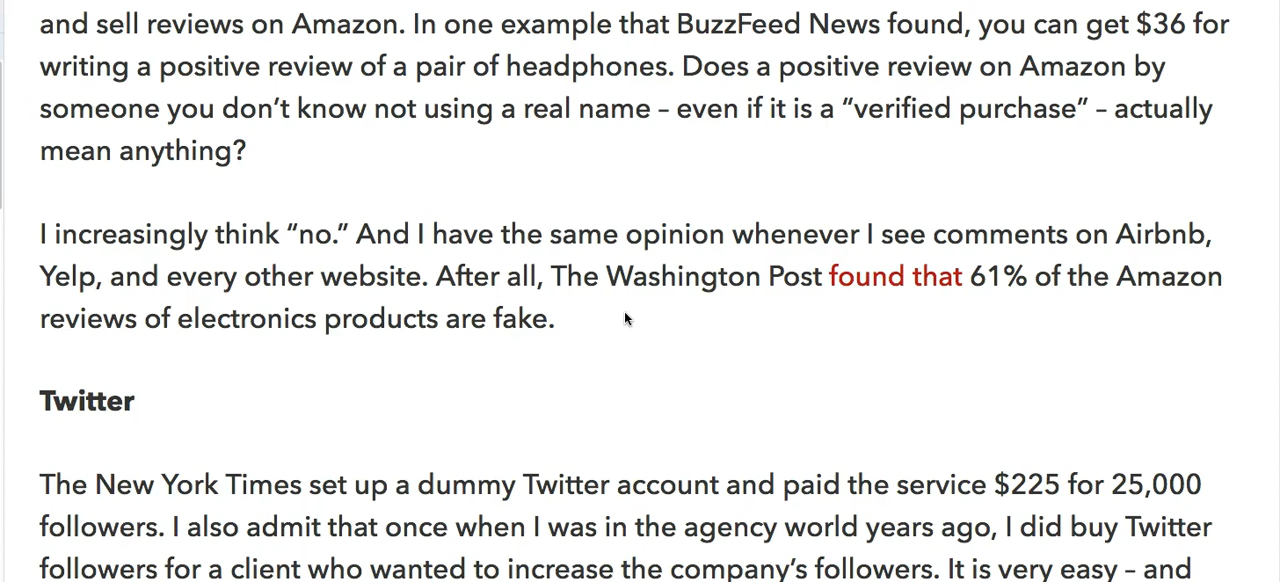 and sell reviews on Amazon. In one example that BuzzFeed News found, you can get $36 for
writing a positive review of a pair of headphones. Does a positive review on Amazon by
someone you don’t know not using a real name – even if it is a “verified purchase” – actually
mean anything?
I increasingly think “no.” And I have the same opinion whenever I see comments on Airbnb,
Yelp, and every other website. After all, The Washington Post found that 61% of the Amazon
reviews of electronics products are fake.
Twitter
The New York Times set up a dummy Twitter account and paid the service $225 for 25,000
followers. I also admit that once when I was in the agency world years ago, I did buy Twitter
followers for a client who wanted to increase the company’s followers. It is very easy – and